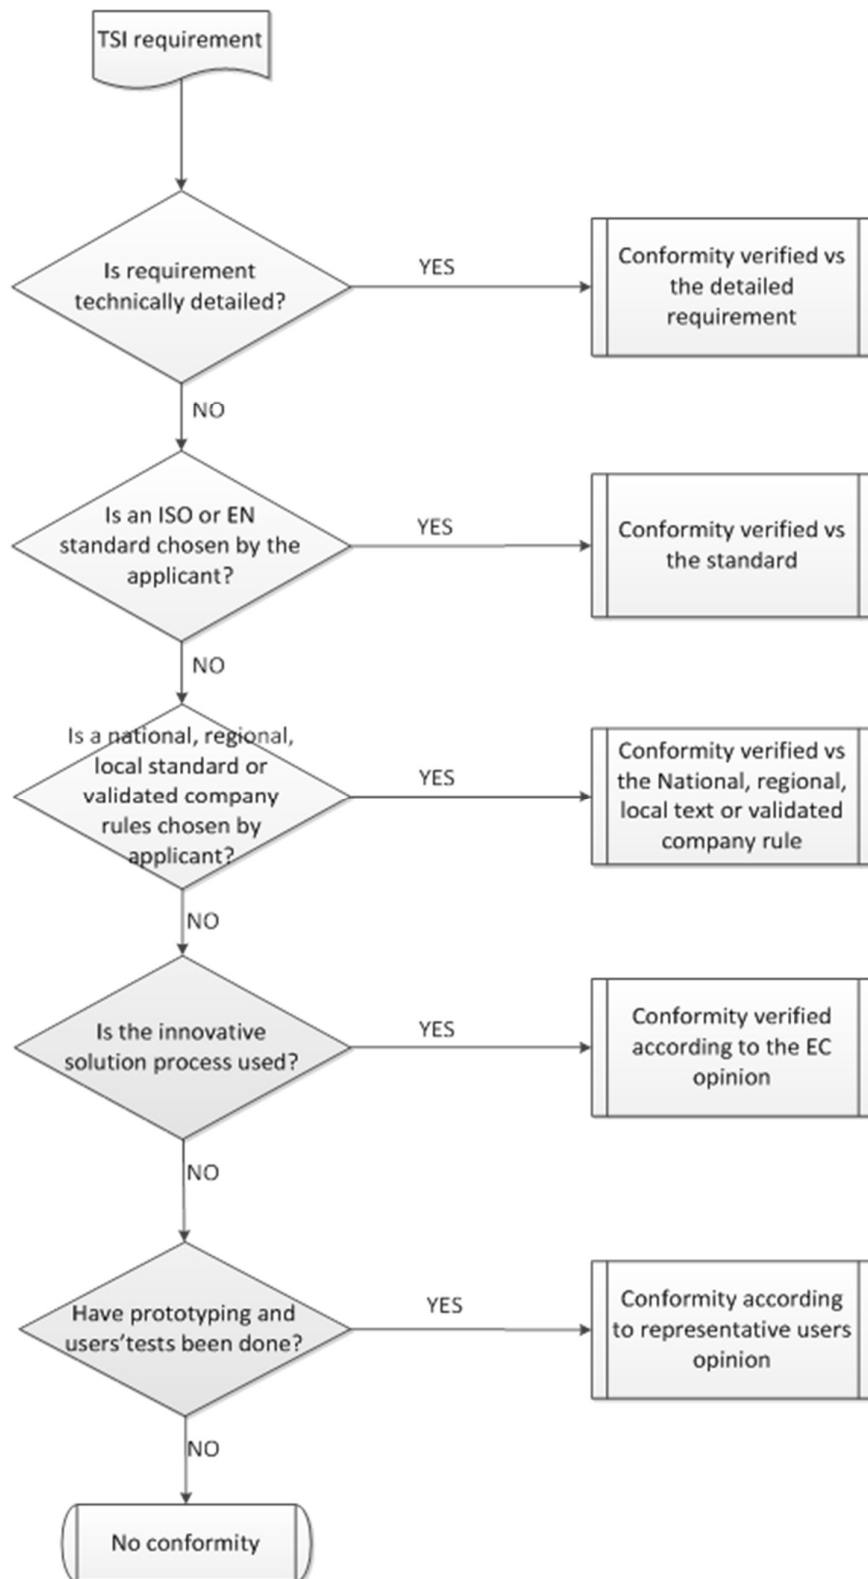 TSI requirement
Is requirement
technically detailed?
YES
Conformity verified vs
the detailed
requirement
NO
Is an ISO or EN
standard chosen by the
applicant?
YES
Conformity verified vs
the standard
NO
Is a national, regional,
local standard or
validated company
rules chosen by
applicant?
YES
Conformity verified vs
the National, regional,
local text or validated
company rule
NO
Is the innovative
solution process used?
YES
Conformity verified
according to the EC
opinion
NO
Have prototyping and
users'tests been done?
YES
Conformity according
to representative users
opinion
NO
No conformity